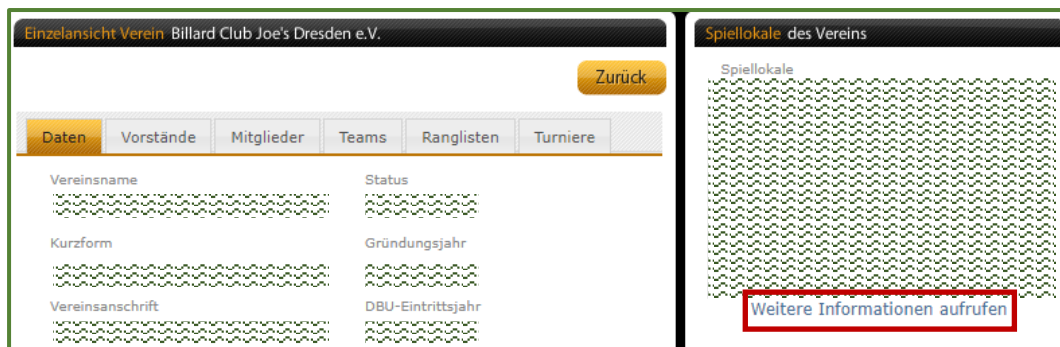 Einzelansicht Verein Billard Club Joe's Dresden e.V.
Zurück
Daten Vorstände Mitglieder Teams Ranglisten Turniere
Vereinsname Status
Kurzform Gründungsjahr
Vereinsanschrift DBU-Eintrittsjahr
Spiellokale des Vereins
Spiellokale
Weitere Informationen aufrufen